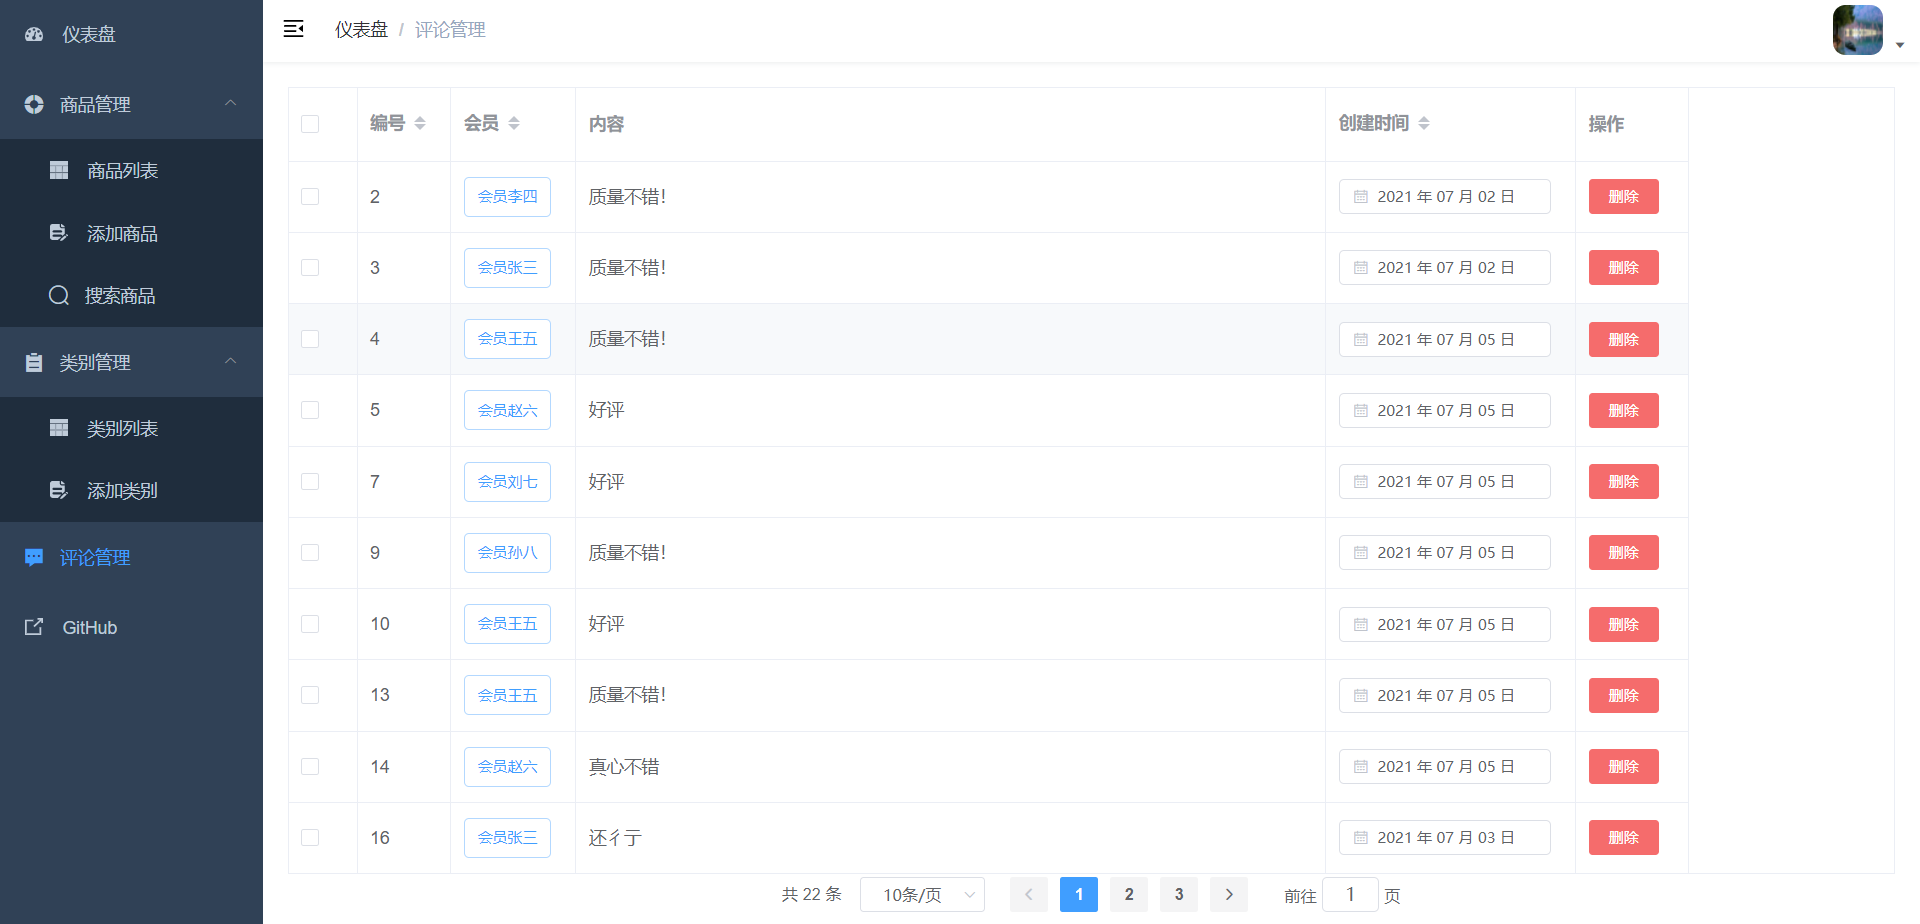 仪表盘
商品管理
商品列表
添加商品
搜索商品
类别管理
类别列表
添加类别
评论管理
GitHub
仪表盘 / 评论管理
编号 会员 内容 创建时间 操作
2 会员李四 质量不错! 2021 年 07 月 02 日 删除
3 会员张三 质量不错! 2021 年 07 月 02 日 删除
4 会员王五 质量不错! 2021 年 07 月 05 日 删除
5 会员赵六 好评 2021 年 07 月 05 日 删除
7 会员刘七 好评 2021 年 07 月 05 日 删除
9 会员孙八 质量不错! 2021 年 07 月 05 日 删除
10 会员王五 好评 2021 年 07 月 05 日 删除
13 会员王五 质量不错! 2021 年 07 月 05 日 删除
14 会员赵六 真心不错 2021 年 07 月 05 日 删除
16 会员张三 还彳亍 2021 年 07 月 03 日 删除
共 22 条 10条/页 1 2 3 前往 1 页